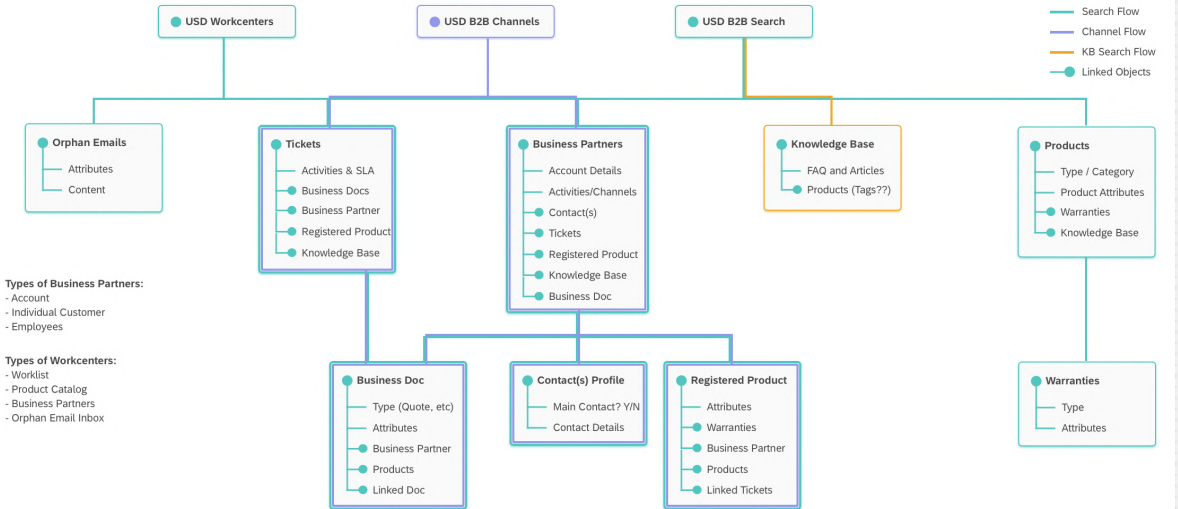 USD Workcenters
USD B2B Channels
USD B2B Search
Search Flow
Channel Flow
KB Search Flow
Linked Objects
Orphan Emails
Attributes
Content
Tickets
Activities & SLA
Business Docs
Business Partner
Registered Product
Knowledge Base
Business Partners
Account Details
Activities/Channels
Contact(s)
Tickets
Registered Product
Knowledge Base
Business Doc
Knowledge Base
FAQ and Articles
Products (Tags??)
Products
Type / Category
Product Attributes
Warranties
Knowledge Base
Types of Business Partners:
- Account
- Individual Customer
- Employees
Types of Workcenters:
- Worklist
- Product Catalog
- Business Partners
- Orphan Email Inbox
Business Doc
Type (Quote, etc)
Attributes
Business Partner
Products
Linked Doc
Contact(s) Profile
Main Contact? Y/N
Contact Details
Registered Product
Attributes
Warranties
Business Partner
Products
Linked Tickets
Warranties
Type
Attributes